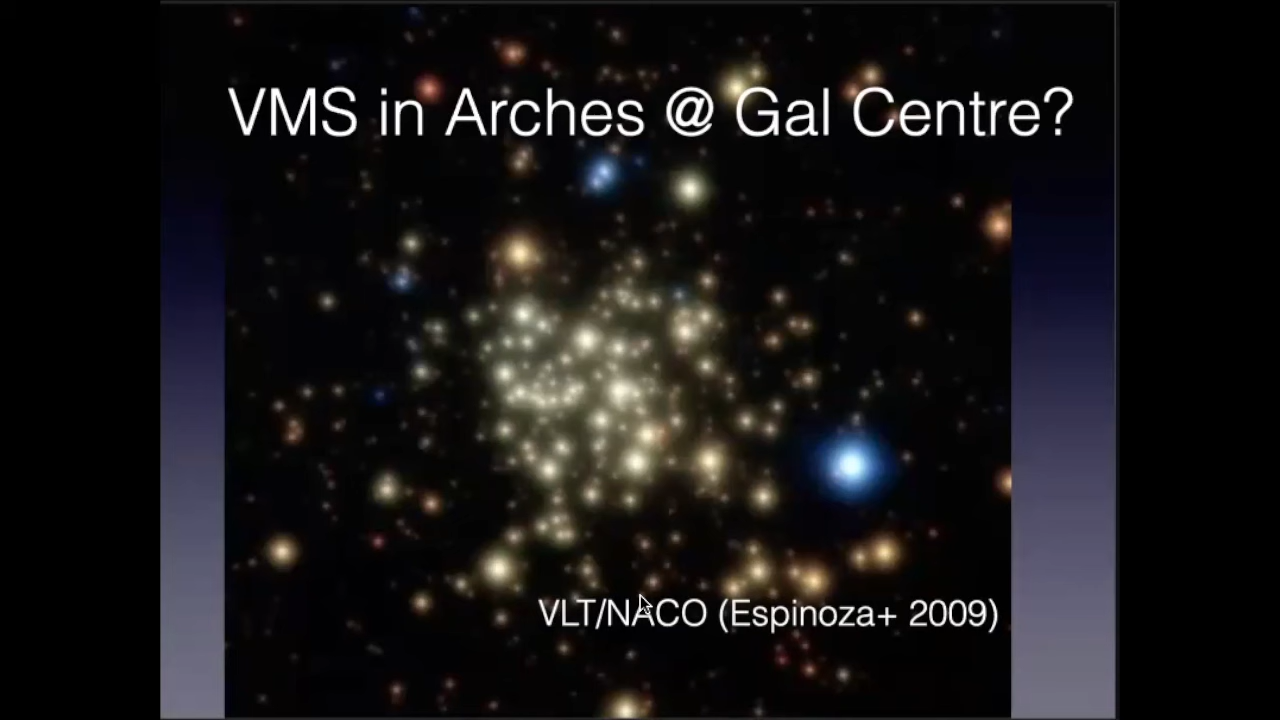 VMS in Arches @ Gal Centre?
VLT/NACO (Espinoza+ 2009)